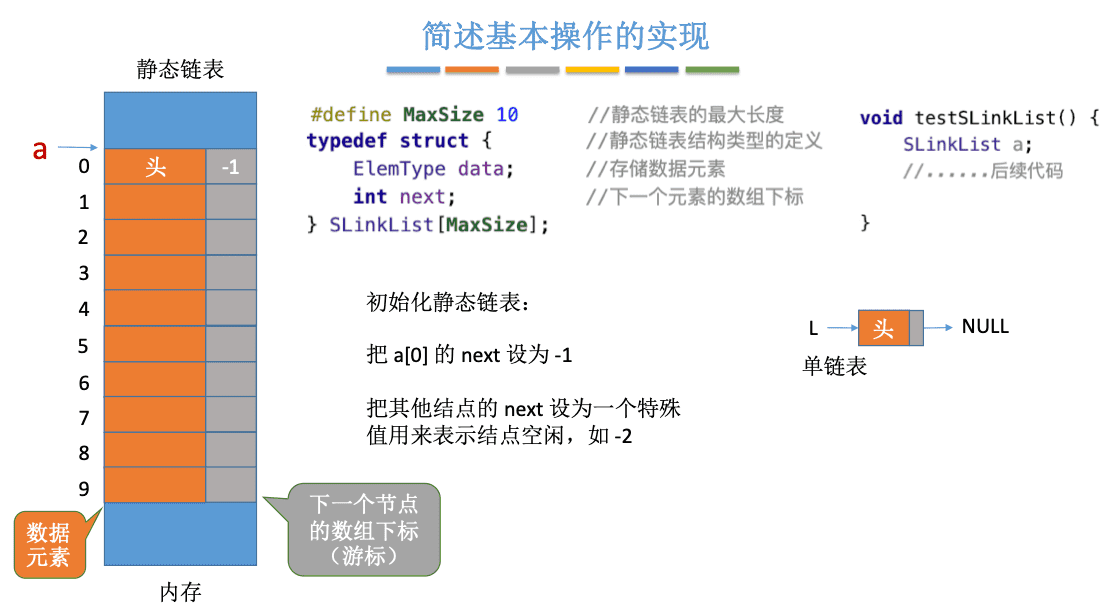 简述基本操作的实现
静态链表
a
0
头
-1
1
2
3
4
5
6
7
8
9
数据
元素
下一个节点
的数组下标
（游标）
内存
#define MaxSize 10 //静态链表的最大长度
typedef struct { //静态链表结构类型的定义
ElemType data; //存储数据元素
int next; //下一个元素的数组下标
} SLinkList[MaxSize];
void testSLinkList() {
SLinkList a;
//......后续代码
}
初始化静态链表：
把 a[0] 的 next 设为 -1
把其他结点的 next 设为一个特殊
值用来表示结点空闲，如 -2
L
头
NULL
单链表